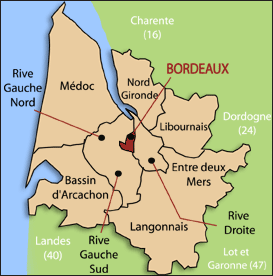 Charente
(16)
Rive
Gauche
Nord
Médoc
Nord
Gironde
BORDEAUX
Libournais
Dordogne
(24)
Entre deux
Mers
Bassin
d'Arcachon
Rive
Droite
Langonnais
Landes
(40)
Rive
Gauche
Sud
Lot et
Garonne (47)